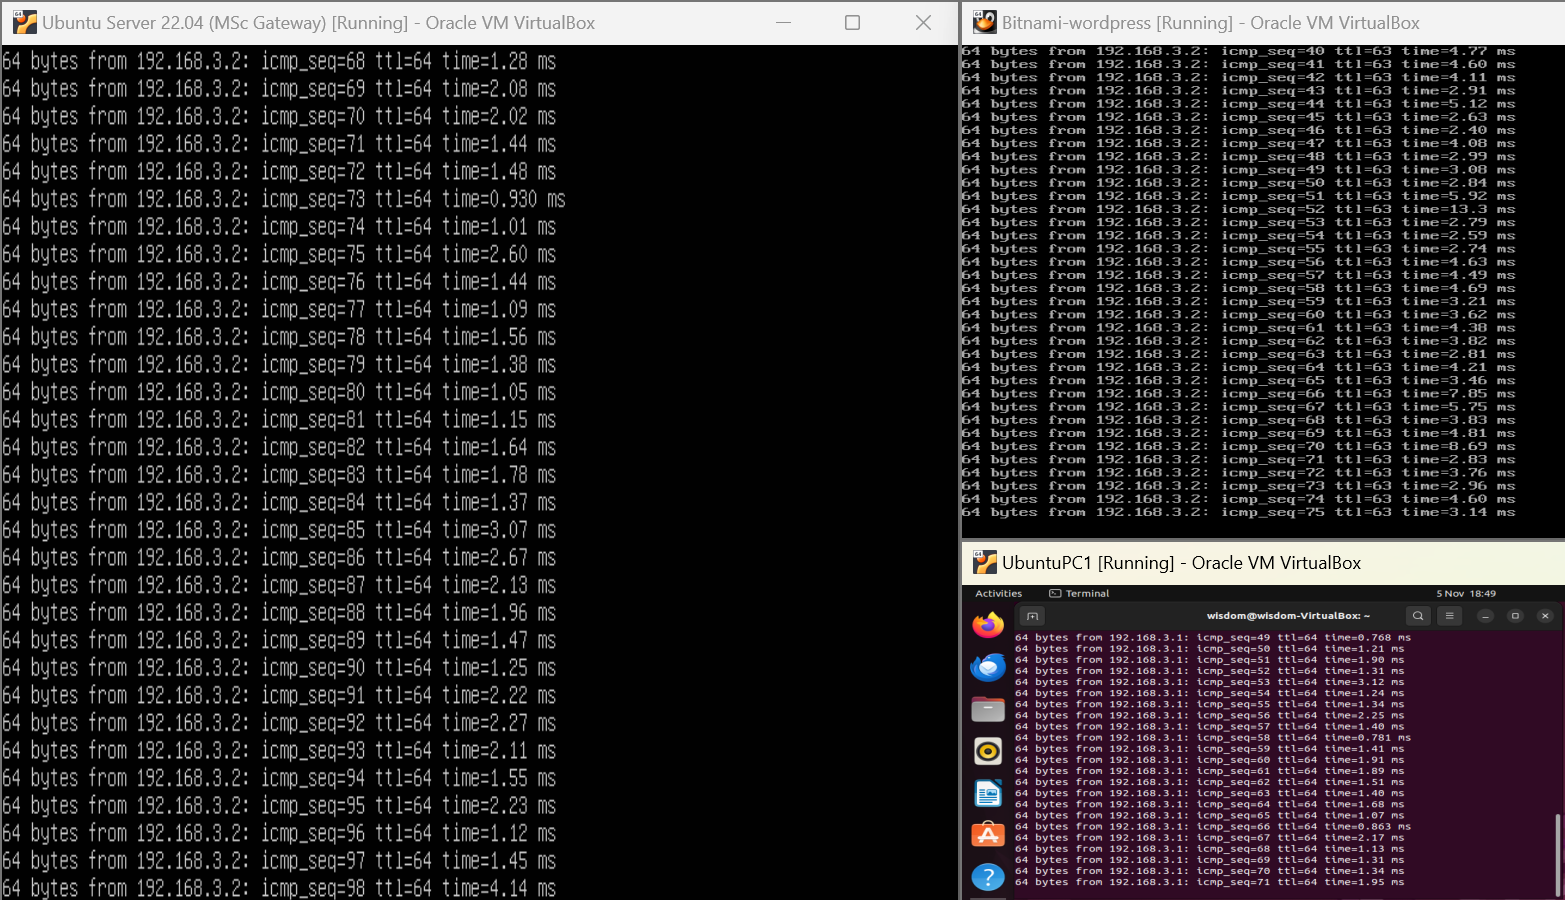 Ubuntu Server 22.04 (MSc Gateway) [Running] - Oracle VM VirtualBox
64 bytes from 192.168.3.2: icmp_seq=68 ttl=64 time=1.28 ms
64 bytes from 192.168.3.2: icmp_seq=69 ttl=64 time=2.08 ms
64 bytes from 192.168.3.2: icmp_seq=70 ttl=64 time=2.02 ms
64 bytes from 192.168.3.2: icmp_seq=71 ttl=64 time=1.44 ms
64 bytes from 192.168.3.2: icmp_seq=72 ttl=64 time=1.48 ms
64 bytes from 192.168.3.2: icmp_seq=73 ttl=64 time=0.930 ms
64 bytes from 192.168.3.2: icmp_seq=74 ttl=64 time=1.01 ms
64 bytes from 192.168.3.2: icmp_seq=75 ttl=64 time=2.60 ms
64 bytes from 192.168.3.2: icmp_seq=76 ttl=64 time=1.44 ms
64 bytes from 192.168.3.2: icmp_seq=77 ttl=64 time=1.09 ms
64 bytes from 192.168.3.2: icmp_seq=78 ttl=64 time=1.56 ms
64 bytes from 192.168.3.2: icmp_seq=79 ttl=64 time=1.38 ms
64 bytes from 192.168.3.2: icmp_seq=80 ttl=64 time=1.05 ms
64 bytes from 192.168.3.2: icmp_seq=81 ttl=64 time=1.15 ms
64 bytes from 192.168.3.2: icmp_seq=82 ttl=64 time=1.64 ms
64 bytes from 192.168.3.2: icmp_seq=83 ttl=64 time=1.78 ms
64 bytes from 192.168.3.2: icmp_seq=84 ttl=64 time=1.37 ms
64 bytes from 192.168.3.2: icmp_seq=85 ttl=64 time=3.07 ms
64 bytes from 192.168.3.2: icmp_seq=86 ttl=64 time=2.67 ms
64 bytes from 192.168.3.2: icmp_seq=87 ttl=64 time=2.13 ms
64 bytes from 192.168.3.2: icmp_seq=88 ttl=64 time=1.96 ms
64 bytes from 192.168.3.2: icmp_seq=89 ttl=64 time=1.47 ms
64 bytes from 192.168.3.2: icmp_seq=90 ttl=64 time=1.25 ms
64 bytes from 192.168.3.2: icmp_seq=91 ttl=64 time=2.22 ms
64 bytes from 192.168.3.2: icmp_seq=92 ttl=64 time=2.27 ms
64 bytes from 192.168.3.2: icmp_seq=93 ttl=64 time=2.11 ms
64 bytes from 192.168.3.2: icmp_seq=94 ttl=64 time=1.55 ms
64 bytes from 192.168.3.2: icmp_seq=95 ttl=64 time=2.23 ms
64 bytes from 192.168.3.2: icmp_seq=96 ttl=64 time=1.12 ms
64 bytes from 192.168.3.2: icmp_seq=97 ttl=64 time=1.45 ms
64 bytes from 192.168.3.2: icmp_seq=98 ttl=64 time=4.14 ms
Bitnami-wordpress [Running] - Oracle VM VirtualBox
64 bytes from 192.168.3.2: icmp_seq=40 ttl=63 time=4.77 ms
64 bytes from 192.168.3.2: icmp_seq=41 ttl=63 time=4.60 ms
64 bytes from 192.168.3.2: icmp_seq=42 ttl=63 time=4.11 ms
64 bytes from 192.168.3.2: icmp_seq=43 ttl=63 time=2.91 ms
64 bytes from 192.168.3.2: icmp_seq=44 ttl=63 time=5.12 ms
64 bytes from 192.168.3.2: icmp_seq=45 ttl=63 time=2.63 ms
64 bytes from 192.168.3.2: icmp_seq=46 ttl=63 time=2.40 ms
64 bytes from 192.168.3.2: icmp_seq=47 ttl=63 time=4.08 ms
64 bytes from 192.168.3.2: icmp_seq=48 ttl=63 time=2.99 ms
64 bytes from 192.168.3.2: icmp_seq=49 ttl=63 time=3.08 ms
64 bytes from 192.168.3.2: icmp_seq=50 ttl=63 time=2.84 ms
64 bytes from 192.168.3.2: icmp_seq=51 ttl=63 time=5.92 ms
64 bytes from 192.168.3.2: icmp_seq=52 ttl=63 time=13.3 ms
64 bytes from 192.168.3.2: icmp_seq=53 ttl=63 time=2.79 ms
64 bytes from 192.168.3.2: icmp_seq=54 ttl=63 time=2.59 ms
64 bytes from 192.168.3.2: icmp_seq=55 ttl=63 time=2.74 ms
64 bytes from 192.168.3.2: icmp_seq=56 ttl=63 time=4.63 ms
64 bytes from 192.168.3.2: icmp_seq=57 ttl=63 time=4.49 ms
64 bytes from 192.168.3.2: icmp_seq=58 ttl=63 time=4.69 ms
64 bytes from 192.168.3.2: icmp_seq=59 ttl=63 time=3.21 ms
64 bytes from 192.168.3.2: icmp_seq=60 ttl=63 time=3.62 ms
64 bytes from 192.168.3.2: icmp_seq=61 ttl=63 time=4.38 ms
64 bytes from 192.168.3.2: icmp_seq=62 ttl=63 time=3.82 ms
64 bytes from 192.168.3.2: icmp_seq=63 ttl=63 time=2.81 ms
64 bytes from 192.168.3.2: icmp_seq=64 ttl=63 time=4.21 ms
64 bytes from 192.168.3.2: icmp_seq=65 ttl=63 time=3.46 ms
64 bytes from 192.168.3.2: icmp_seq=66 ttl=63 time=7.85 ms
64 bytes from 192.168.3.2: icmp_seq=67 ttl=63 time=5.75 ms
64 bytes from 192.168.3.2: icmp_seq=68 ttl=63 time=3.83 ms
64 bytes from 192.168.3.2: icmp_seq=69 ttl=63 time=4.81 ms
64 bytes from 192.168.3.2: icmp_seq=70 ttl=63 time=8.69 ms
64 bytes from 192.168.3.2: icmp_seq=71 ttl=63 time=2.83 ms
64 bytes from 192.168.3.2: icmp_seq=72 ttl=63 time=3.76 ms
64 bytes from 192.168.3.2: icmp_seq=73 ttl=63 time=2.96 ms
64 bytes from 192.168.3.2: icmp_seq=74 ttl=63 time=4.60 ms
64 bytes from 192.168.3.2: icmp_seq=75 ttl=63 time=3.14 ms
UbuntuPC1 [Running] - Oracle VM VirtualBox
Activities Terminal 5 Nov 18:49
wisdom@wisdom-VirtualBox: ~
64 bytes from 192.168.3.1: icmp_seq=49 ttl=64 time=0.768 ms
64 bytes from 192.168.3.1: icmp_seq=50 ttl=64 time=1.21 ms
64 bytes from 192.168.3.1: icmp_seq=51 ttl=64 time=1.90 ms
64 bytes from 192.168.3.1: icmp_seq=52 ttl=64 time=1.31 ms
64 bytes from 192.168.3.1: icmp_seq=53 ttl=64 time=3.12 ms
64 bytes from 192.168.3.1: icmp_seq=54 ttl=64 time=1.24 ms
64 bytes from 192.168.3.1: icmp_seq=55 ttl=64 time=1.34 ms
64 bytes from 192.168.3.1: icmp_seq=56 ttl=64 time=2.25 ms
64 bytes from 192.168.3.1: icmp_seq=57 ttl=64 time=1.40 ms
64 bytes from 192.168.3.1: icmp_seq=58 ttl=64 time=0.781 ms
64 bytes from 192.168.3.1: icmp_seq=59 ttl=64 time=1.41 ms
64 bytes from 192.168.3.1: icmp_seq=60 ttl=64 time=1.91 ms
64 bytes from 192.168.3.1: icmp_seq=61 ttl=64 time=1.89 ms
64 bytes from 192.168.3.1: icmp_seq=62 ttl=64 time=1.51 ms
64 bytes from 192.168.3.1: icmp_seq=63 ttl=64 time=1.40 ms
64 bytes from 192.168.3.1: icmp_seq=64 ttl=64 time=1.68 ms
64 bytes from 192.168.3.1: icmp_seq=65 ttl=64 time=1.07 ms
64 bytes from 192.168.3.1: icmp_seq=66 ttl=64 time=0.863 ms
64 bytes from 192.168.3.1: icmp_seq=67 ttl=64 time=2.17 ms
64 bytes from 192.168.3.1: icmp_seq=68 ttl=64 time=1.13 ms
64 bytes from 192.168.3.1: icmp_seq=69 ttl=64 time=1.31 ms
64 bytes from 192.168.3.1: icmp_seq=70 ttl=64 time=1.34 ms
64 bytes from 192.168.3.1: icmp_seq=71 ttl=64 time=1.95 ms